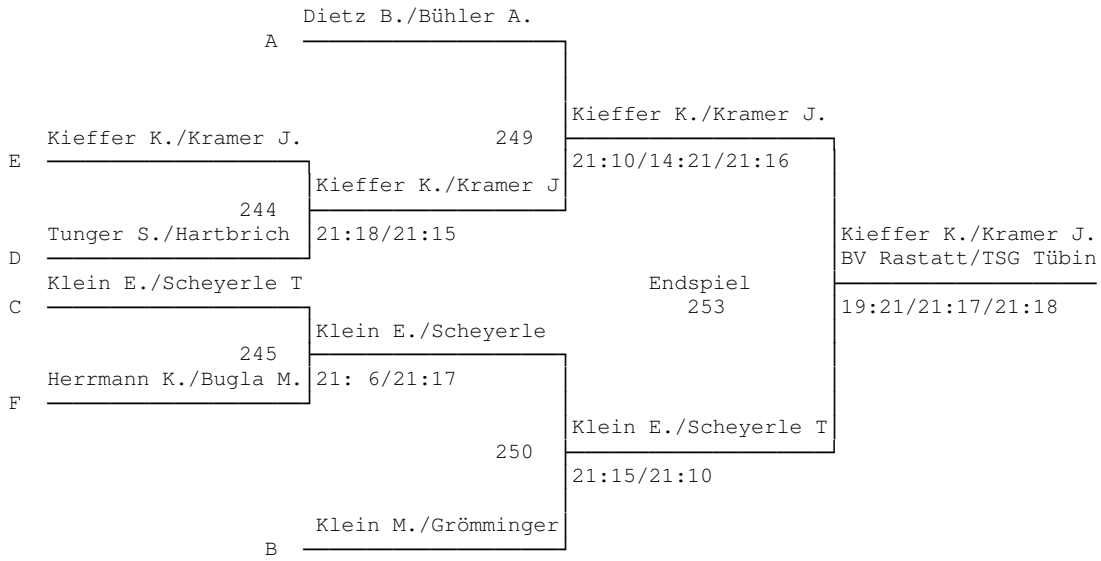 Dietz B./Bühler A.
A
Kieffer K./Kramer J.
Kieffer K./Kramer J.
249
E
21:10/14:21/21:16
Kieffer K./Kramer J
244
Tunger S./Hartbrich
21:18/21:15
Kieffer K./Kramer J.
D
BV Rastatt/TSG Tübin
Klein E./Scheyerle T
Endspiel
C
253
19:21/21:17/21:18
Klein E./Scheyerle
245
Herrmann K./Bugla M.
21: 6/21:17
F
Klein E./Scheyerle T
250
21:15/21:10
Klein M./Grömminger
B